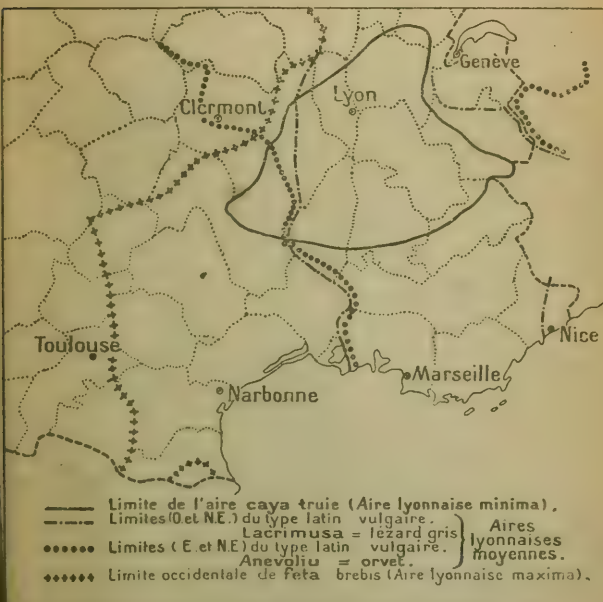 Genève
Clermont
Lyon
Toulouse
Nice
Narbonne
Marseille
Limite de l'aire caya truie (Aire lyonnaise minima).
Limites (O. et N.E.) du type latin vulgaire.
Lacrimusa = lézard gris
Limites (E. et N.E) du type latin vulgaire.
Anevoliu = orvet.
Aires
lyonnaises
moyennes.
Limite occidentale de feta brebis (Aire lyonnaise maxima).